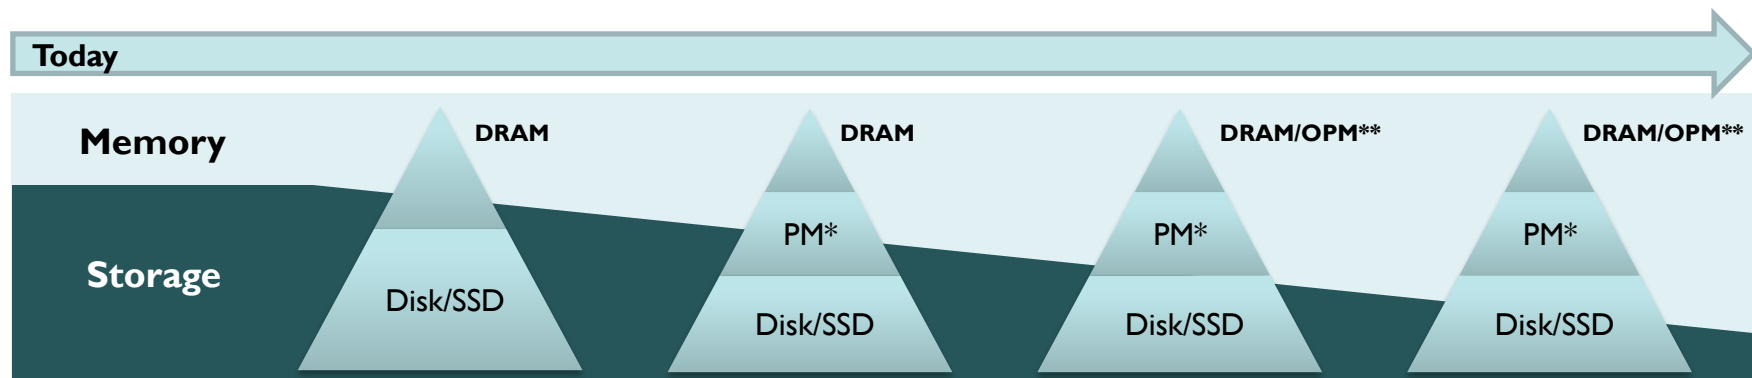 Today
Memory
DRAM
DRAM
DRAM/OPM**
DRAM/OPM**
PM*
PM*
PM*
Storage
Disk/SSD
Disk/SSD
Disk/SSD
Disk/SSD